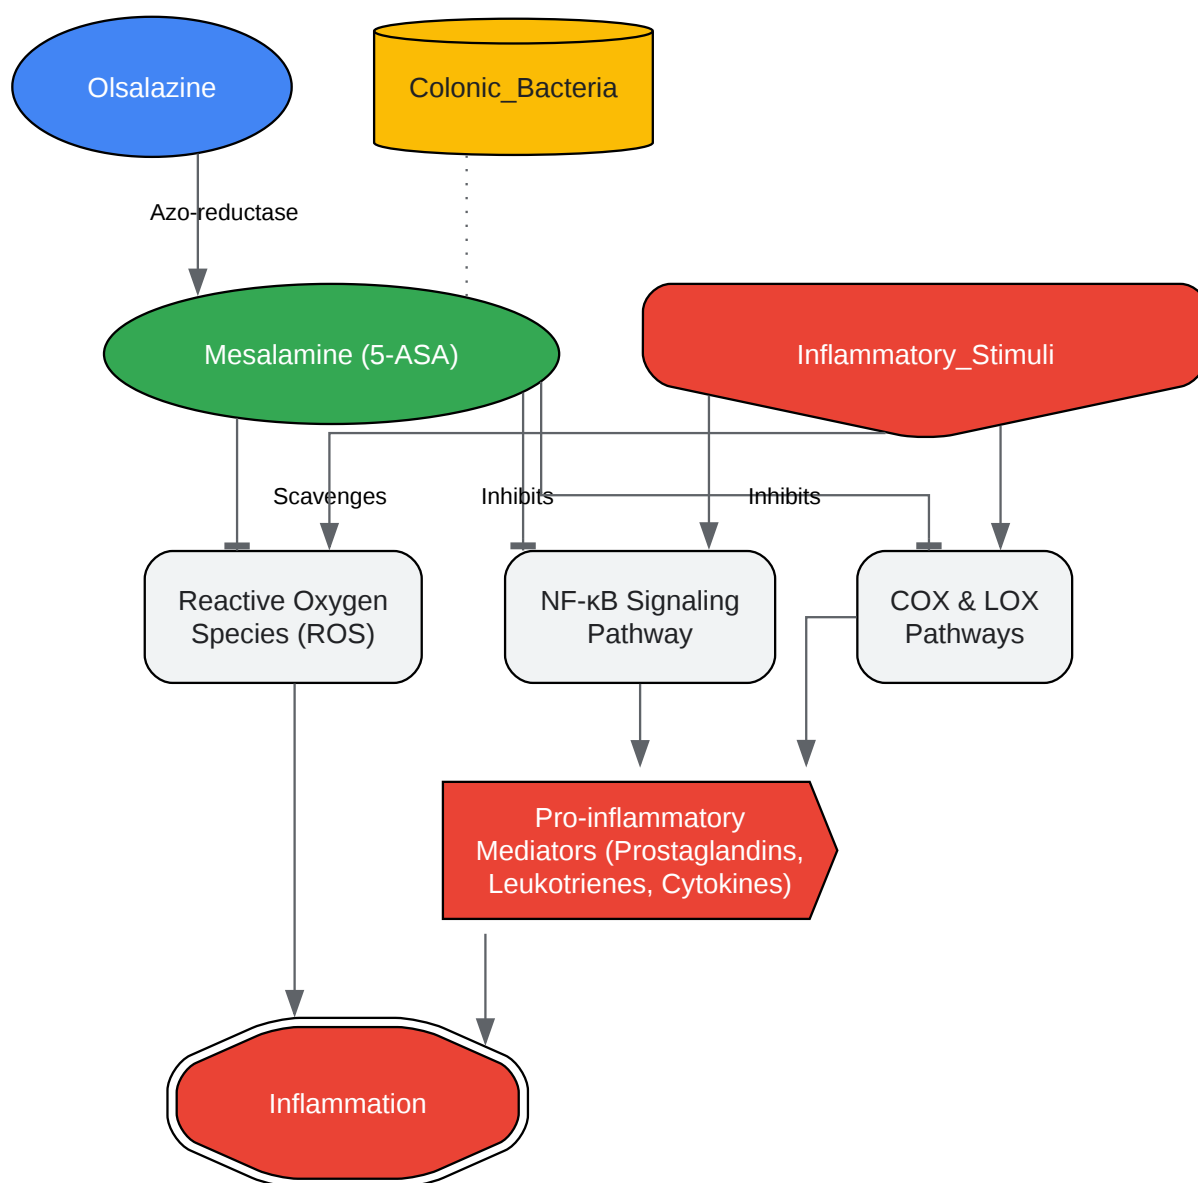 Olsalazine
Colonic_Bacteria
Azo-reductase
Mesalamine (5-ASA)
Inflammatory_Stimuli
Scavenges
Inhibits
Inhibits
Reactive Oxygen
Species (ROS)
NF-κB Signaling
Pathway
COX & LOX
Pathways
Pro-inflammatory
Mediators (Prostaglandins,
Leukotrienes, Cytokines)
Inflammation